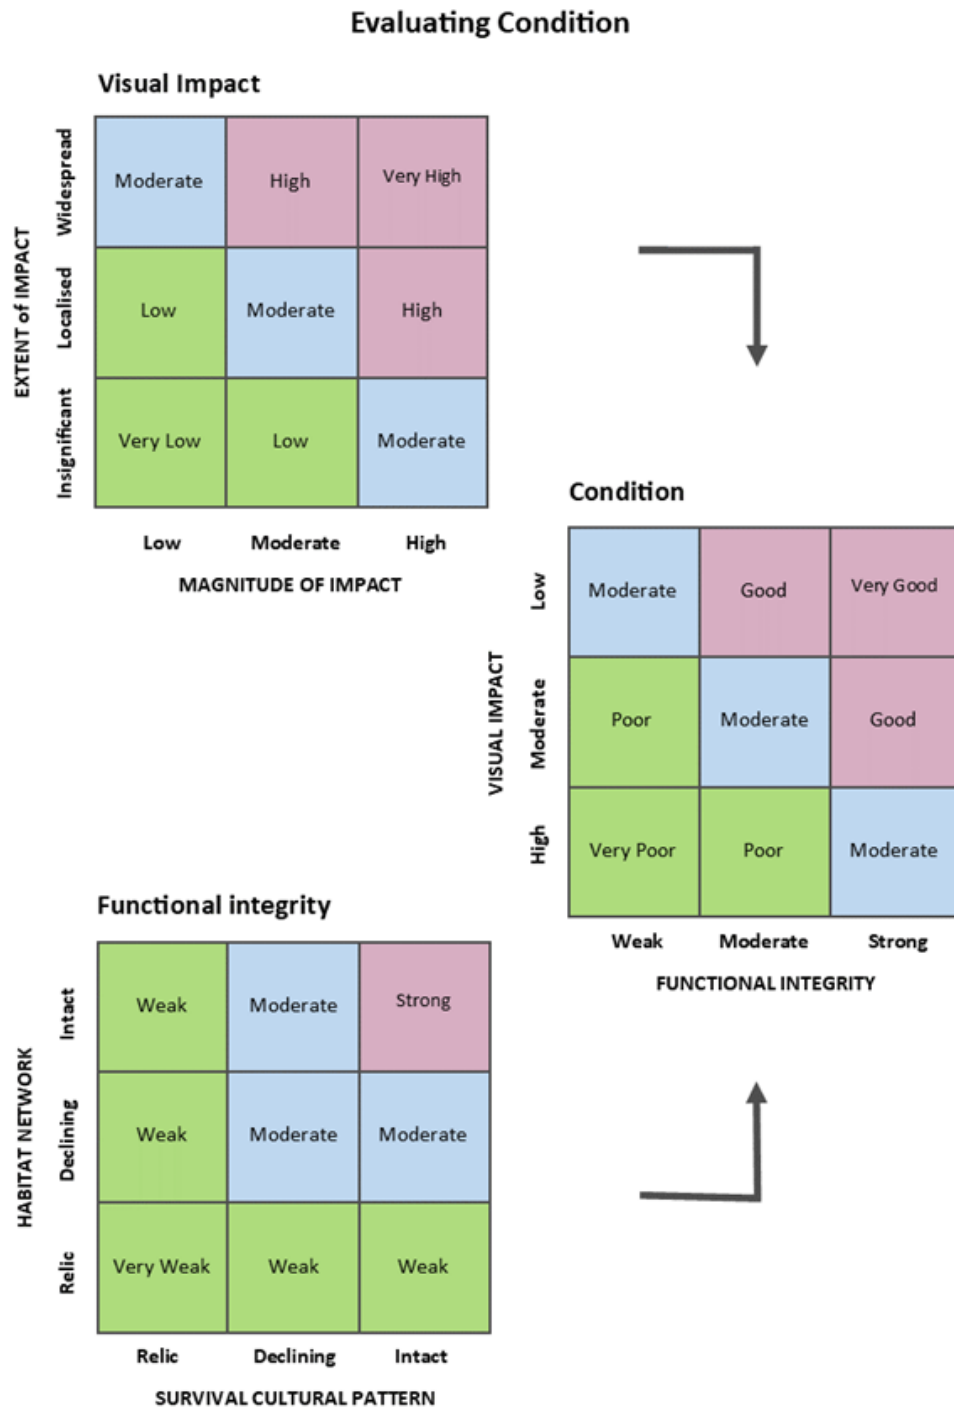 Evaluating Condition
Visual Impact
EXTENT of IMPACT
Widespread
Moderate
High
Very High
Localised
Low
Moderate
High
Insignificant
Very Low
Low
Moderate
Low
Moderate
High
MAGNITUDE OF IMPACT
Condition
VISUAL IMPACT
Low
Moderate
Good
Very Good
Moderate
Poor
Moderate
Good
High
Very Poor
Poor
Moderate
Weak
Moderate
Strong
FUNCTIONAL INTEGRITY
Functional integrity
HABITAT NETWORK
Intact
Weak
Moderate
Strong
Declining
Weak
Moderate
Moderate
Relic
Very Weak
Weak
Weak
Relic
Declining
Intact
SURVIVAL CULTURAL PATTERN